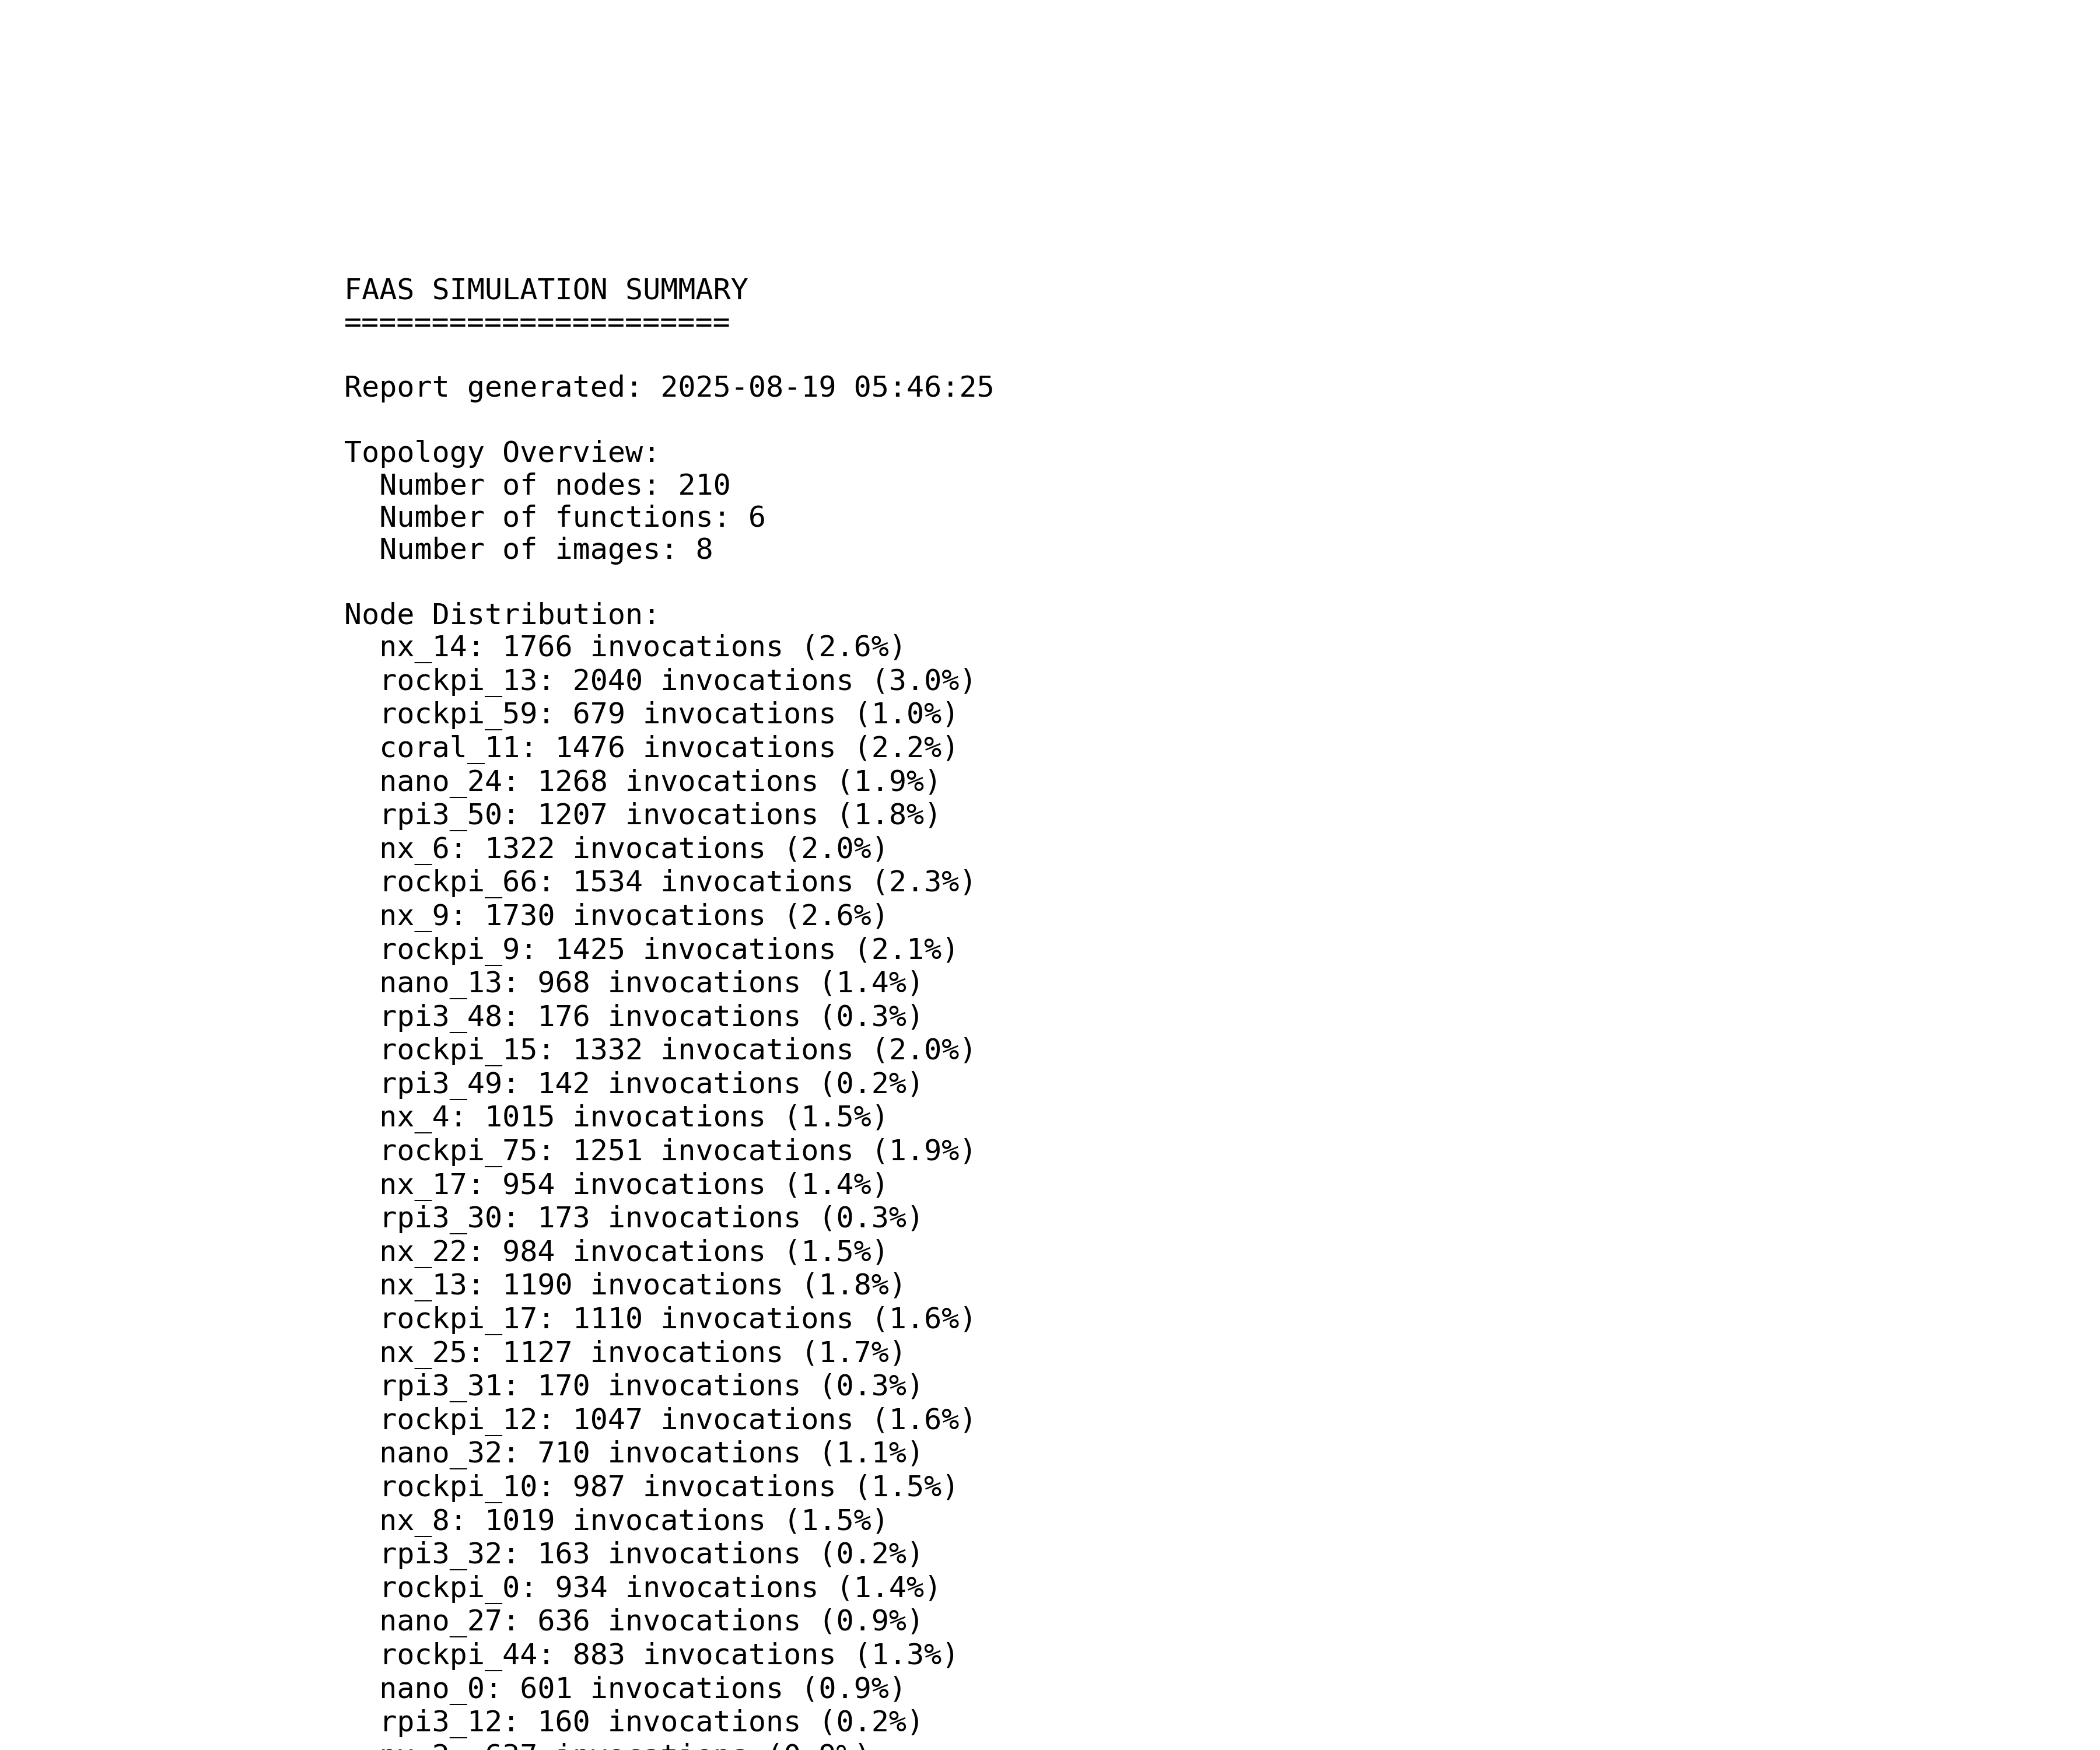 FAAS SIMULATION SUMMARY
======================
Report generated: 2025-08-19 05:46:25
Topology Overview:
Number of nodes: 210
Number of functions: 6
Number of images: 8
Node Distribution:
nx_14: 1766 invocations (2.6%)
rockpi_13: 2040 invocations (3.0%)
rockpi_59: 679 invocations (1.0%)
coral_11: 1476 invocations (2.2%)
nano_24: 1268 invocations (1.9%)
rpi3_50: 1207 invocations (1.8%)
nx_6: 1322 invocations (2.0%)
rockpi_66: 1534 invocations (2.3%)
nx_9: 1730 invocations (2.6%)
rockpi_9: 1425 invocations (2.1%)
nano_13: 968 invocations (1.4%)
rpi3_48: 176 invocations (0.3%)
rockpi_15: 1332 invocations (2.0%)
rpi3_49: 142 invocations (0.2%)
nx_4: 1015 invocations (1.5%)
rockpi_75: 1251 invocations (1.9%)
nx_17: 954 invocations (1.4%)
rpi3_30: 173 invocations (0.3%)
nx_22: 984 invocations (1.5%)
nx_13: 1190 invocations (1.8%)
rockpi_17: 1110 invocations (1.6%)
nx_25: 1127 invocations (1.7%)
rpi3_31: 170 invocations (0.3%)
rockpi_12: 1047 invocations (1.6%)
nano_32: 710 invocations (1.1%)
rockpi_10: 987 invocations (1.5%)
nx_8: 1019 invocations (1.5%)
rpi3_32: 163 invocations (0.2%)
rockpi_0: 934 invocations (1.4%)
nano_27: 636 invocations (0.9%)
rockpi_44: 883 invocations (1.3%)
nano_0: 601 invocations (0.9%)
rpi3_12: 160 invocations (0.2%)
invocations